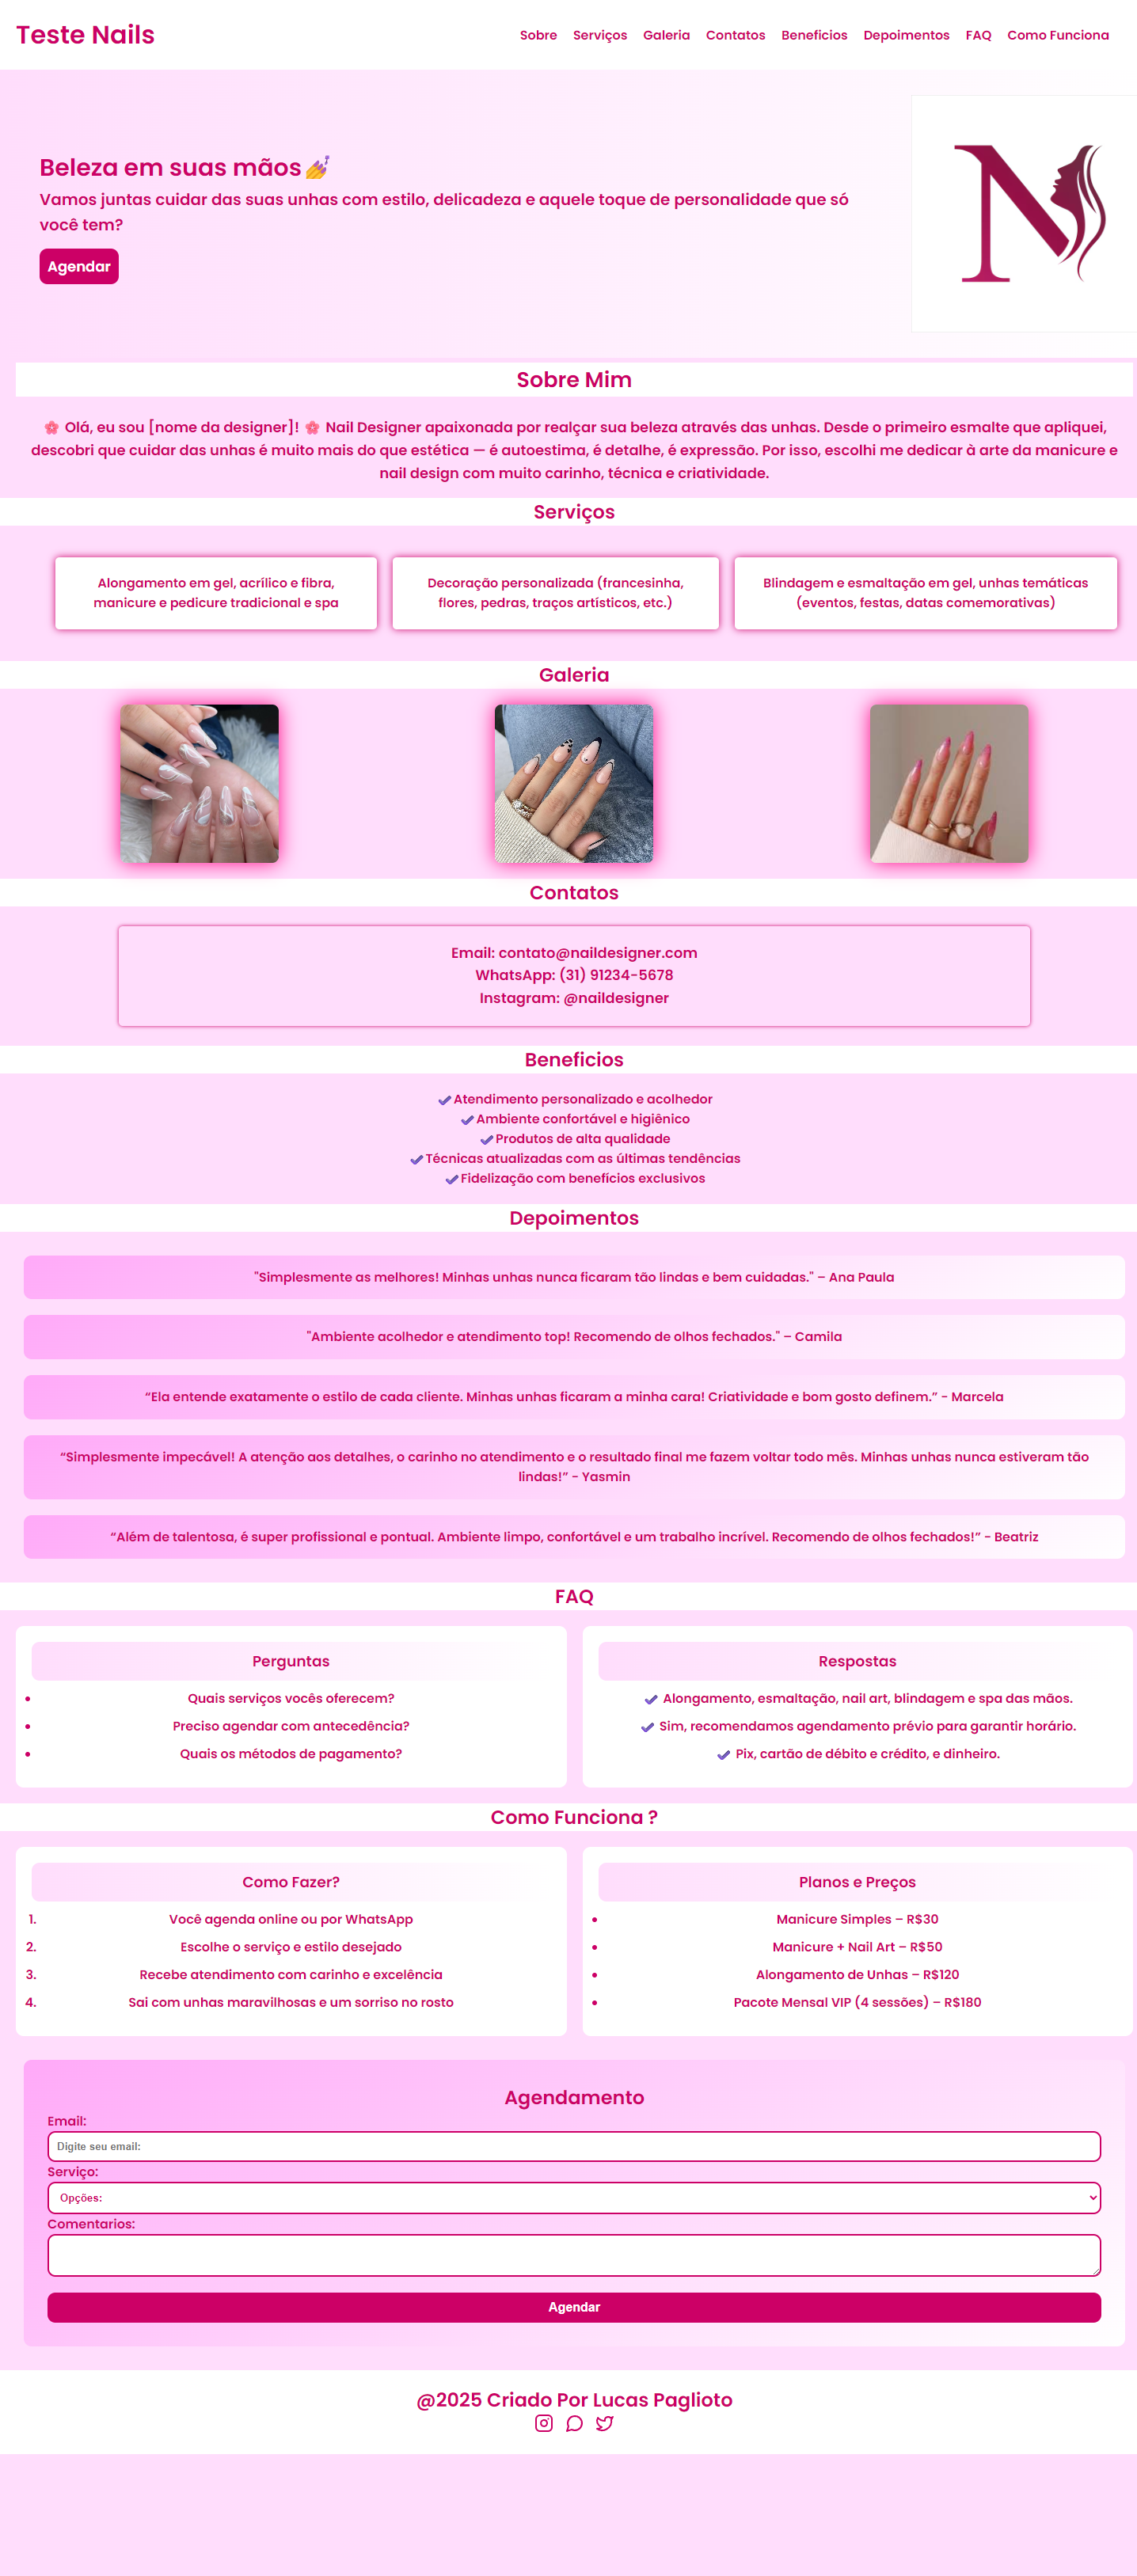 Teste Nails
Sobre Serviços Galeria Contatos Beneficios Depoimentos FAQ Como Funciona
Beleza em suas mãos💅
Vamos juntas cuidar das suas unhas com estilo, delicadeza e aquele toque de personalidade que só
você tem?
Agendar
N
Sobre Mim
🌸 Olá, eu sou [nome da designer]! 🌸 Nail Designer apaixonada por realçar sua beleza através das unhas. Desde o primeiro esmalte que apliquei,
descobri que cuidar das unhas é muito mais do que estética — é autoestima, é detalhe, é expressão. Por isso, escolhi me dedicar à arte da manicure e
nail design com muito carinho, técnica e criatividade.
Serviços
Alongamento em gel, acrílico e fibra,
manicure e pedicure tradicional e spa
Decoração personalizada (francesinha,
flores, pedras, traços artísticos, etc.)
Blindagem e esmaltação em gel, unhas temáticas
(eventos, festas, datas comemorativas)
Galeria
Contatos
Email: contato@naildesigner.com
WhatsApp: (31) 91234-5678
Instagram: @naildesigner
Beneficios
✔Atendimento personalizado e acolhedor
✔Ambiente confortável e higiênico
✔Produtos de alta qualidade
✔Técnicas atualizadas com as últimas tendências
✔Fidelização com benefícios exclusivos
Depoimentos
"Simplesmente as melhores! Minhas unhas nunca ficaram tão lindas e bem cuidadas." – Ana Paula
"Ambiente acolhedor e atendimento top! Recomendo de olhos fechados." – Camila
“Ela entende exatamente o estilo de cada cliente. Minhas unhas ficaram a minha cara! Criatividade e bom gosto definem.” - Marcela
“Simplesmente impecável! A atenção aos detalhes, o carinho no atendimento e o resultado final me fazem voltar todo mês. Minhas unhas nunca estiveram tão
lindas!” - Yasmin
“Além de talentosa, é super profissional e pontual. Ambiente limpo, confortável e um trabalho incrível. Recomendo de olhos fechados!” - Beatriz
FAQ
Perguntas
• Quais serviços vocês oferecem?
• Preciso agendar com antecedência?
• Quais os métodos de pagamento?
Respostas
✔ Alongamento, esmaltação, nail art, blindagem e spa das mãos.
✔ Sim, recomendamos agendamento prévio para garantir horário.
✔ Pix, cartão de débito e crédito, e dinheiro.
Como Funciona ?
Como Fazer?
1. Você agenda online ou por WhatsApp
2. Escolhe o serviço e estilo desejado
3. Recebe atendimento com carinho e excelência
4. Sai com unhas maravilhosas e um sorriso no rosto
Planos e Preços
• Manicure Simples – R$30
• Manicure + Nail Art – R$50
• Alongamento de Unhas – R$120
• Pacote Mensal VIP (4 sessões) – R$180
Agendamento
Email:
Digite seu email:
Serviço:
Opções:
Comentarios:
Agendar
@2025 Criado Por Lucas Paglioto